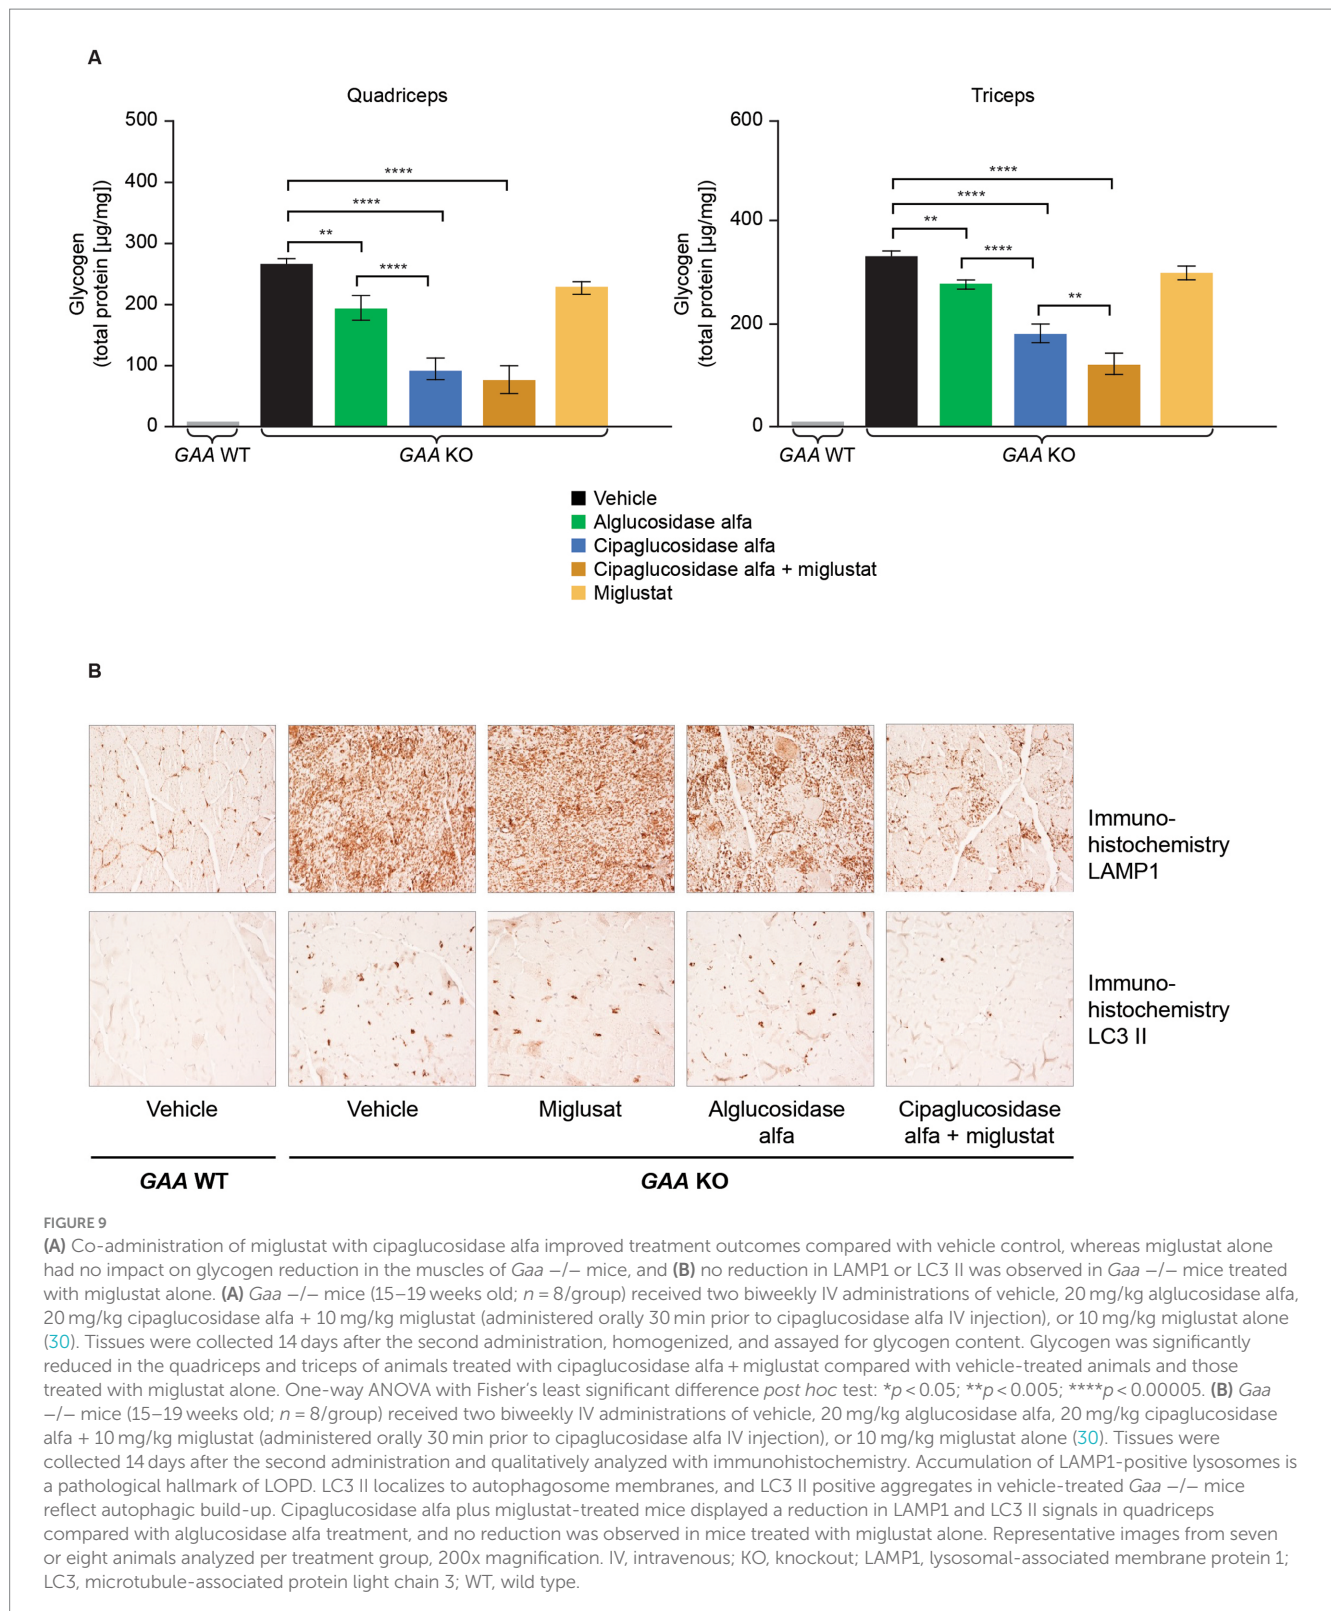 A
Quadriceps
500
400
300
200
100
0
Glycogen
(total protein [µg/mg])
****
****
**
****
GAA WT
GAA KO
Triceps
600
400
200
0
Glycogen
(total protein [µg/mg])
****
****
**
****
**
GAA WT
GAA KO
Vehicle
Alglucosidase alfa
Cipaglucosidase alfa
Cipaglucosidase alfa + miglustat
Miglustat
B
Immuno-
histochemistry
LAMP1
Immuno-
histochemistry
LC3 II
Vehicle
Vehicle
Miglusat
Alglucosidase
alfa
Cipaglucosidase
alfa + miglustat
GAA WT
GAA KO
FIGURE 9
(A) Co-administration of miglustat with cipaglucosidase alfa improved treatment outcomes compared with vehicle control, whereas miglustat alone
had no impact on glycogen reduction in the muscles of Gaa −/− mice, and (B) no reduction in LAMP1 or LC3 II was observed in Gaa −/− mice treated
with miglustat alone. (A) Gaa −/− mice (15–19 weeks old; n = 8/group) received two biweekly IV administrations of vehicle, 20 mg/kg alglucosidase alfa,
20 mg/kg cipaglucosidase alfa + 10 mg/kg miglustat (administered orally 30 min prior to cipaglucosidase alfa IV injection), or 10 mg/kg miglustat alone
(30). Tissues were collected 14 days after the second administration, homogenized, and assayed for glycogen content. Glycogen was significantly
reduced in the quadriceps and triceps of animals treated with cipaglucosidase alfa + miglustat compared with vehicle-treated animals and those
treated with miglustat alone. One-way ANOVA with Fisher's least significant difference post hoc test: *p < 0.05; **p < 0.005; ****p < 0.00005. (B) Gaa
−/− mice (15–19 weeks old; n = 8/group) received two biweekly IV administrations of vehicle, 20 mg/kg alglucosidase alfa, 20 mg/kg cipaglucosidase
alfa + 10 mg/kg miglustat (administered orally 30 min prior to cipaglucosidase alfa IV injection), or 10 mg/kg miglustat alone (30). Tissues were
collected 14 days after the second administration and qualitatively analyzed with immunohistochemistry. Accumulation of LAMP1-positive lysosomes is
a pathological hallmark of LOPD. LC3 II localizes to autophagosome membranes, and LC3 II positive aggregates in vehicle-treated Gaa −/− mice
reflect autophagic build-up. Cipaglucosidase alfa plus miglustat-treated mice displayed a reduction in LAMP1 and LC3 II signals in quadriceps
compared with alglucosidase alfa treatment, and no reduction was observed in mice treated with miglustat alone. Representative images from seven
or eight animals analyzed per treatment group, 200x magnification. IV, intravenous; KO, knockout; LAMP1, lysosomal-associated membrane protein 1;
LC3, microtubule-associated protein light chain 3; WT, wild type.